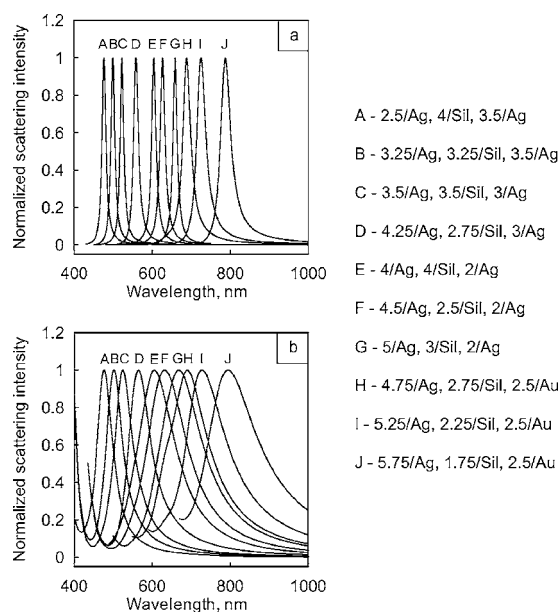 1.2
a
A B C D E F G H I J
1
0.8
0.6
0.4
0.2
0
400 600 800 1000
Normalized scattering intensity
Wavelength, nm
1.2
b
A B C D E F G H I J
1
0.8
0.6
0.4
0.2
0
400 600 800 1000
Normalized scattering intensity
Wavelength, nm
A - 2.5/Ag, 4/Sil, 3.5/Ag
B - 3.25/Ag, 3.25/Sil, 3.5/Ag
C - 3.5/Ag, 3.5/Sil, 3/Ag
D - 4.25/Ag, 2.75/Sil, 3/Ag
E - 4/Ag, 4/Sil, 2/Ag
F - 4.5/Ag, 2.5/Sil, 2/Ag
G - 5/Ag, 3/Sil, 2/Ag
H - 4.75/Ag, 2.75/Sil, 2.5/Au
I - 5.25/Ag, 2.25/Sil, 2.5/Au
J - 5.75/Ag, 1.75/Sil, 2.5/Au